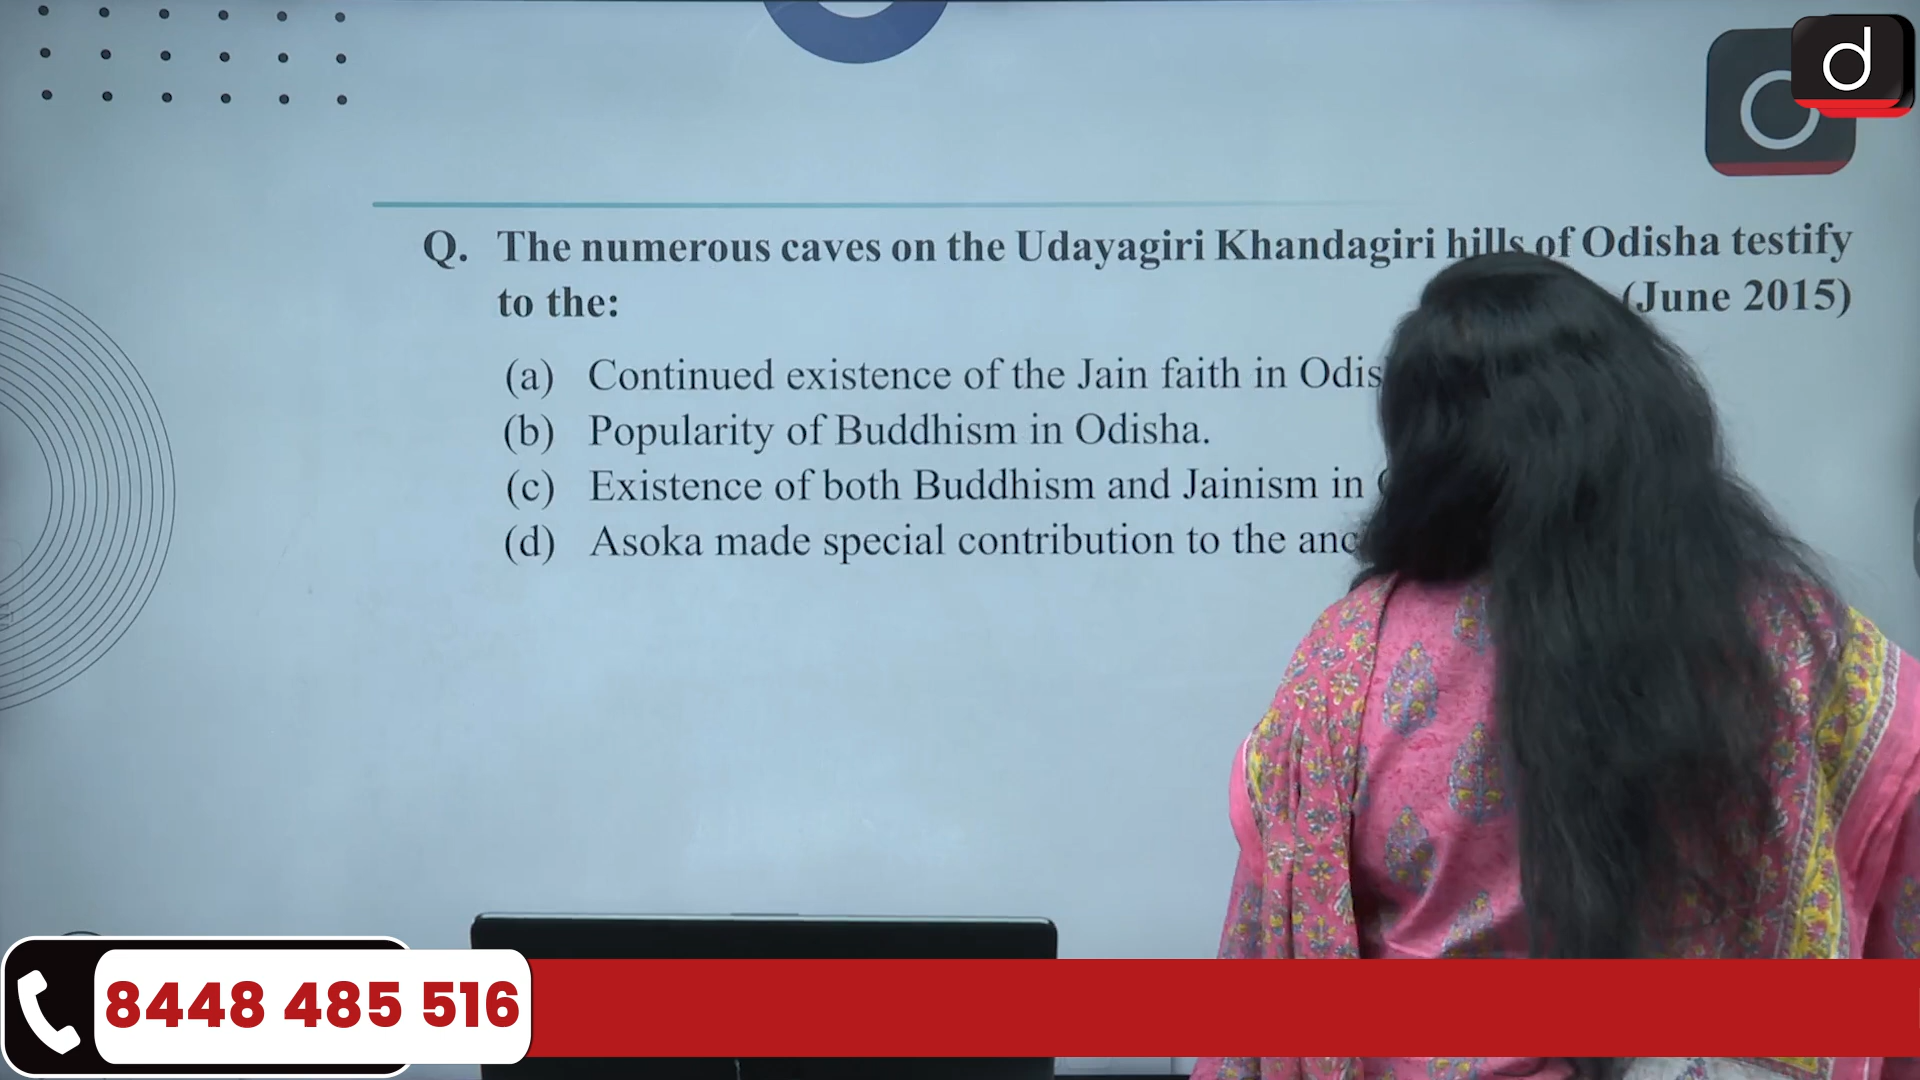 d
Q. The numerous caves on the Udayagiri Khandagiri hills of Odisha testify
to the: (June 2015)
(a) Continued existence of the Jain faith in
(b) Popularity of Buddhism in Odisha.
(c) Existence of both Buddhism and Jainism in
(d) Asoka made special contribution to the
8448 485 516